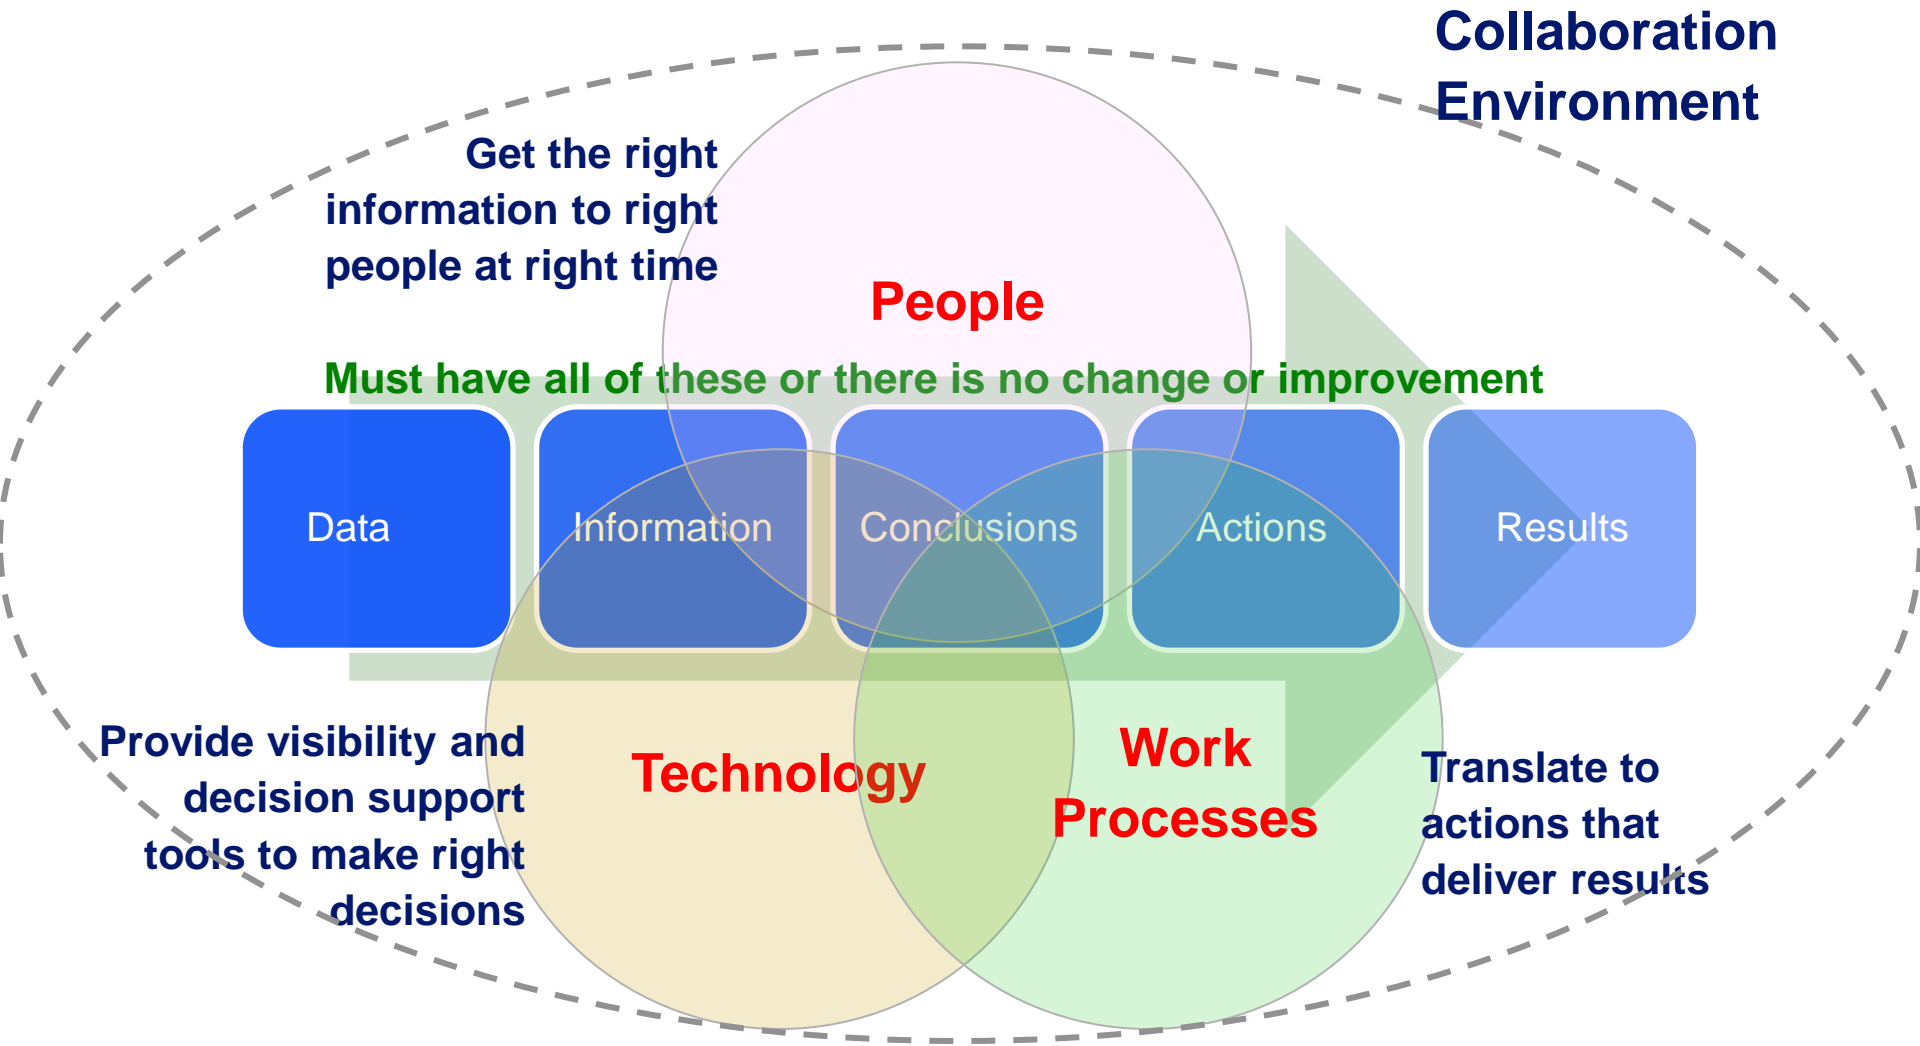 Collaboration
Environment
Get the right
information to right
people at right time
People
Must have all of these or there is no change or improvement
Data
Information
Conclusions
Actions
Results
Provide visibility and
decision support
tools to make right
decisions
Technology
Work
Processes
Translate to
actions that
deliver results